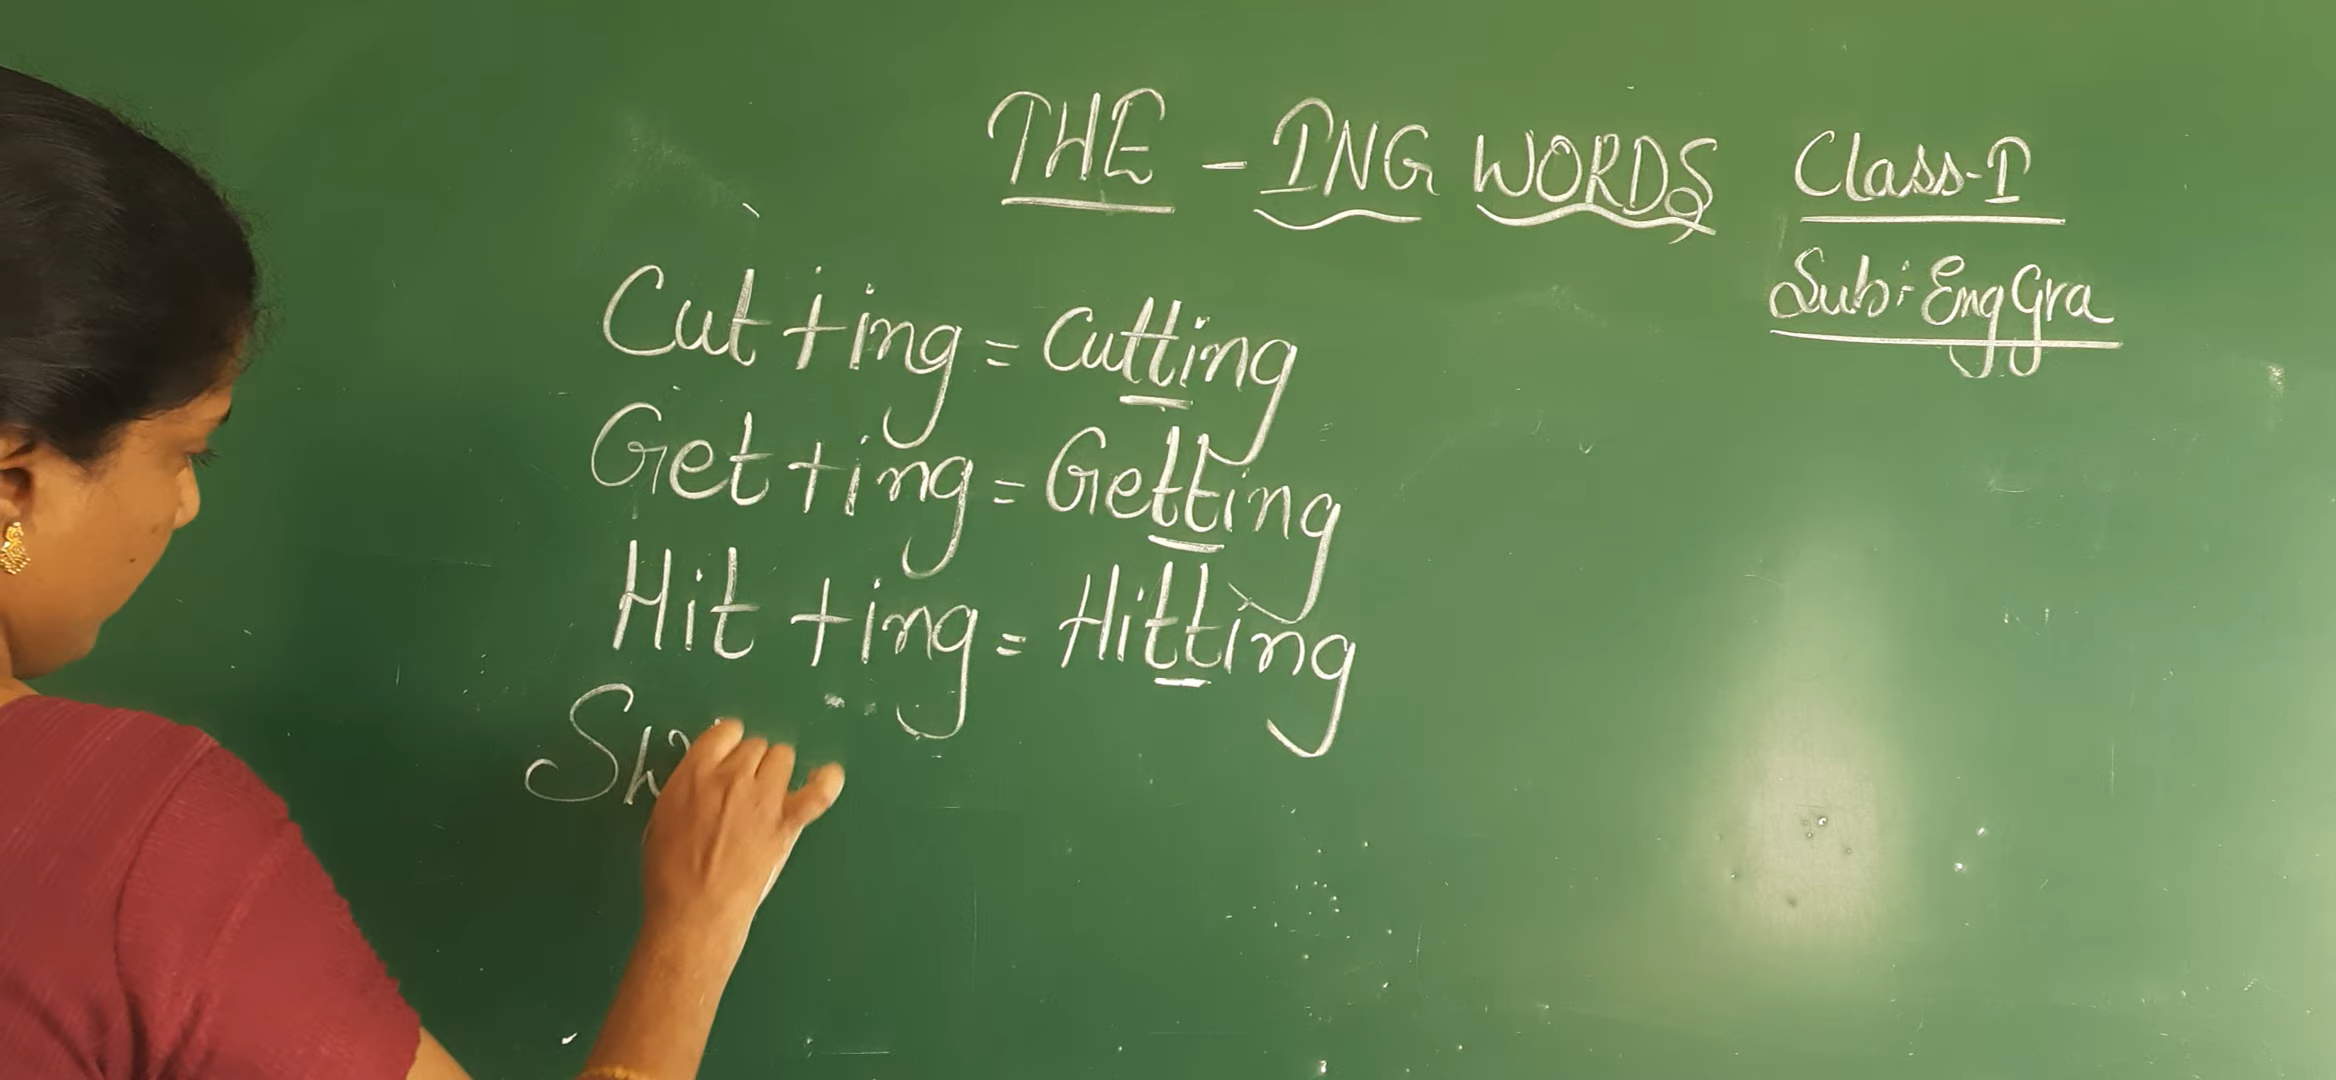 THE - ING WORDS Class-I
Sub:- Eng Gra
Cut + ing = Cutting
Get + ing = Getting
Hit + ing = Hitting